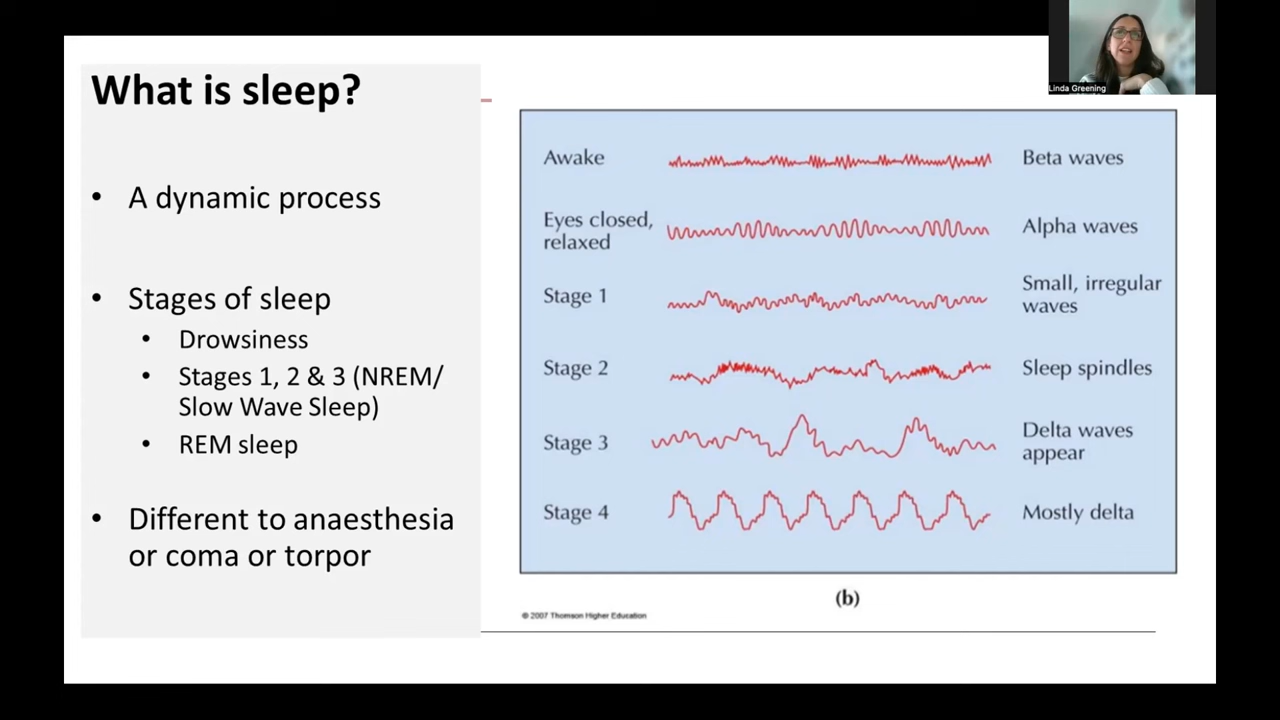 What is sleep?
• A dynamic process
• Stages of sleep
• Drowsiness
• Stages 1, 2 & 3 (NREM/
Slow Wave Sleep)
• REM sleep
• Different to anaesthesia
or coma or torpor
Linda Greening
Awake
Beta waves
Eyes closed,
relaxed
Alpha waves
Stage 1
Small, irregular
waves
Stage 2
Sleep spindles
Stage 3
Delta waves
appear
Stage 4
Mostly delta
(b)
© 2007 Thomson Higher Education